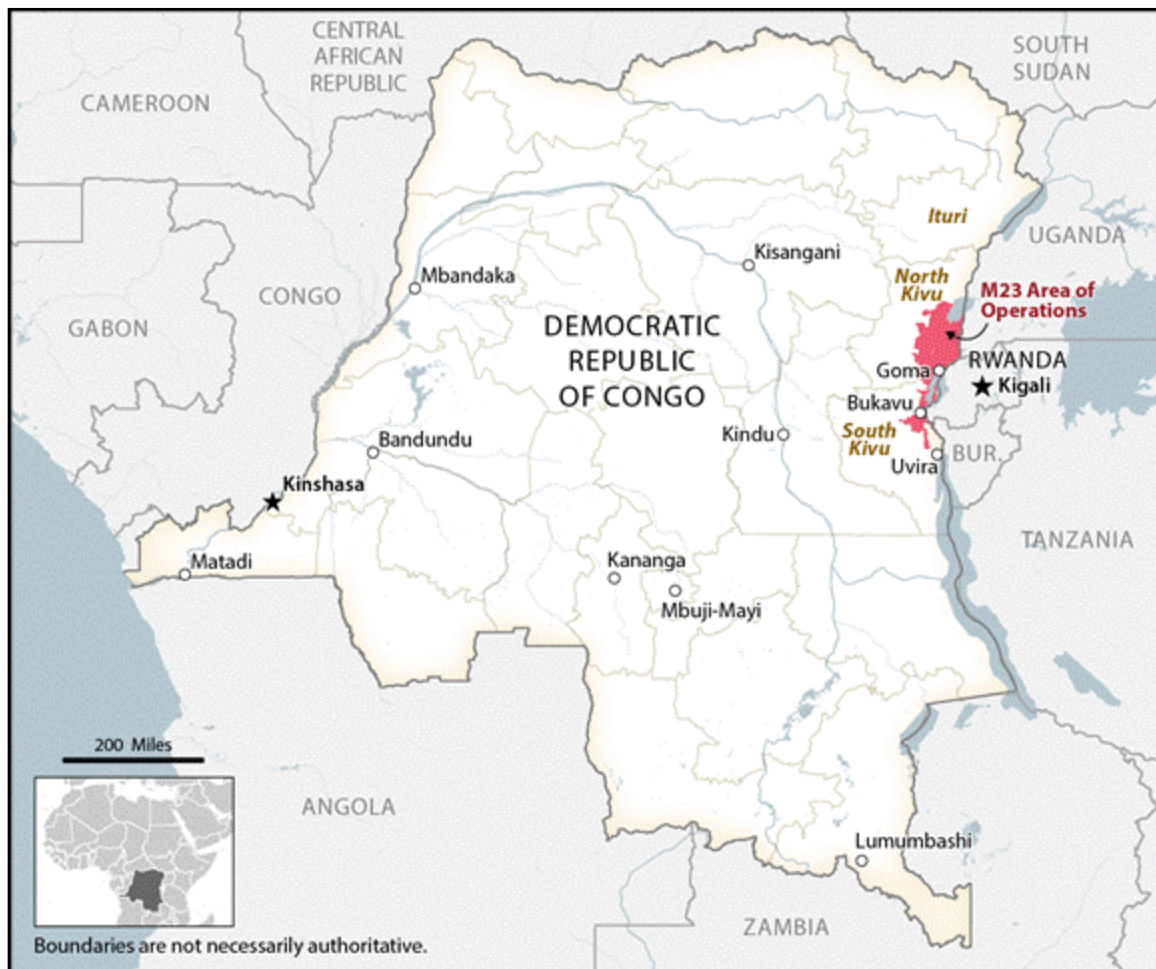 CENTRAL
AFRICAN
REPUBLIC
SOUTH
SUDAN
CAMEROON
Ituri
UGANDA
Kisangani
North
Kivu
Mbandaka
M23 Area of
Operations
CONGO
GABON
DEMOCRATIC
REPUBLIC
OF CONGO
RWANDA
Goma
Kigali
Bukavu
South
Kivu
Kindu
Bandundu
BUR.
Uvira
Kinshasa
TANZANIA
Matadi
Kananga
Mbuji-Mayi
200 Miles
ANGOLA
Lumumbashi
ZAMBIA
Boundaries are not necessarily authoritative.